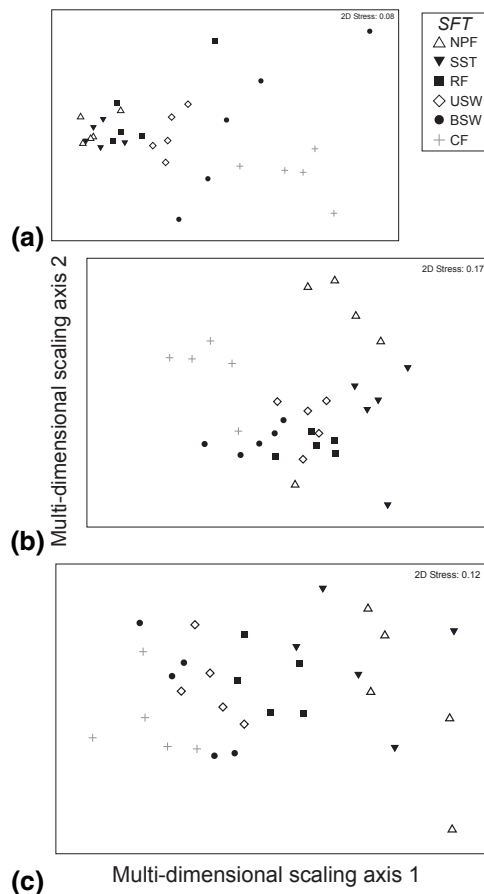 2D Stress: 0.08
SFT
NPF
SST
RF
USW
BSW
CF
(a)
2D Stress: 0.17
Multi-dimensional scaling axis 2
(b)
2D Stress: 0.12
(c)
Multi-dimensional scaling axis 1